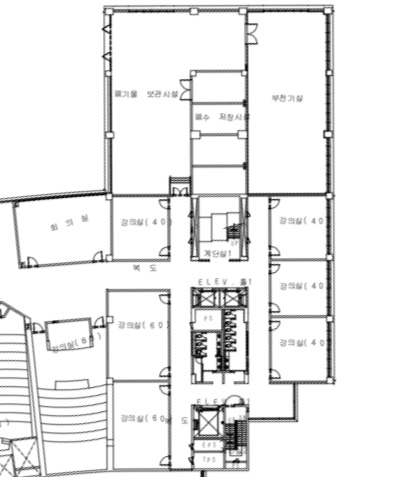 폐기물 보관시설
부전기실
폐수 저장시설
회 의 실
강의실(40)
강의실(40
계단실1
복 도
ELEV.홀1
강의실(40
PS
강의실(60)
강의실(8 )
강의실(40
ELEV.
강의실(60
도
EPS
TPS